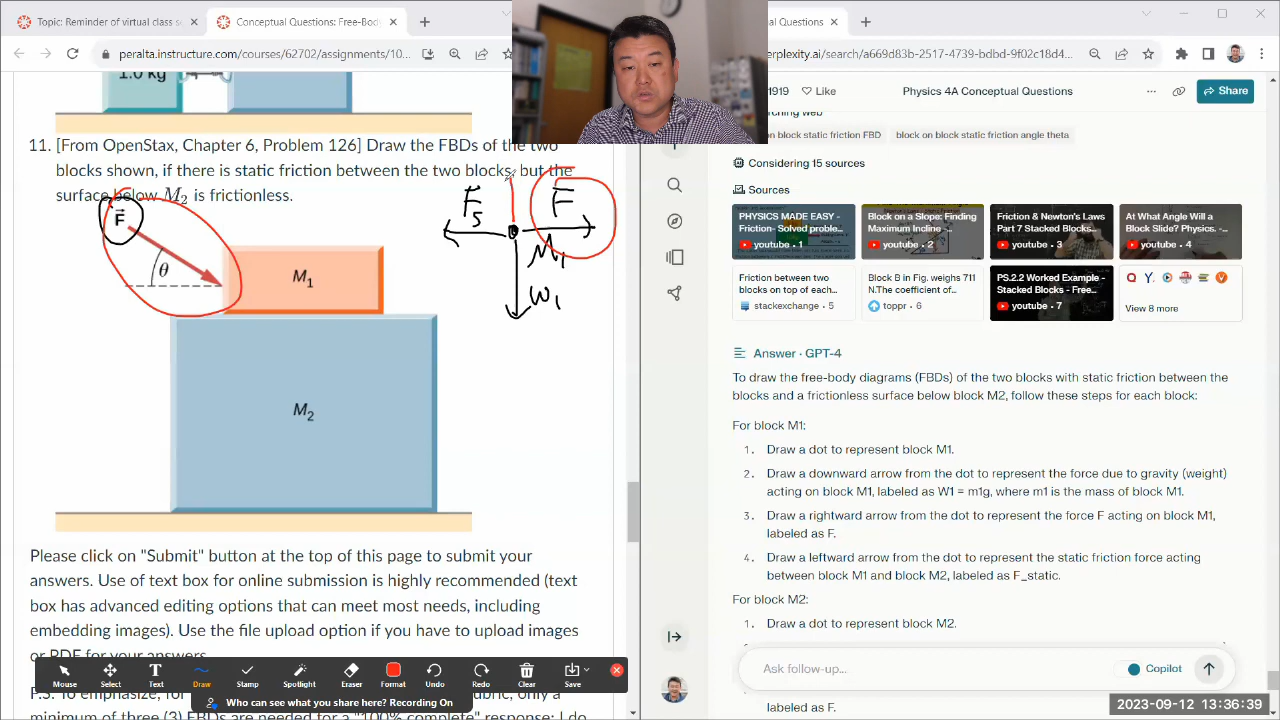 Topic: Reminder of virtual class s
Conceptual Questions: Free-Body
l Questions
peralta.instructure.com/courses/62702/assignments/10...
erplexity.ai/search/a669d83b-2517-4739-bdbd-9f02c18d4...
1.0 kg
11. [From OpenStax, Chapter 6, Problem 126] Draw the FBDs of the two
blocks shown, if there is static friction between the two blocks, but the
surface below M2 is frictionless.
F
θ
M1
M2
Fs
F
M1
W1
Please click on "Submit" button at the top of this page to submit your
answers. Use of text box for online submission is highly recommended (text
box has advanced editing options that can meet most needs, including
embedding images). Use the file upload option if you have to upload images
or PDF for your answers.
Mouse
Select
Text
Draw
Stamp
Spotlight
Eraser
Format
Undo
Redo
Clear
Save
Who can see what you share here? Recording On
minimum of three (3) FBDs are needed for a "100% complete" response; I do
1919
Like
Physics 4A Conceptual Questions
Share
rching web
on block static friction FBD
block on block static friction angle theta
Considering 15 sources
Sources
PHYSICS MADE EASY -
Friction- Solved proble...
youtube · 1
Block on a Slope: Finding
Maximum Incline -...
youtube · 2
Friction & Newton's Laws
Part 7 Stacked Blocks...
youtube · 3
At What Angle Will a
Block Slide? Physics. -...
youtube · 4
Friction between two
blocks on top of each...
stackexchange · 5
Block B in Fig. weighs 711
N.The coefficient of...
toppr · 6
PS.2.2 Worked Example -
Stacked Blocks - Free...
youtube · 7
View 8 more
Answer · GPT-4
To draw the free-body diagrams (FBDs) of the two blocks with static friction between the
blocks and a frictionless surface below block M2, follow these steps for each block:
For block M1:
1. Draw a dot to represent block M1.
2. Draw a downward arrow from the dot to represent the force due to gravity (weight)
acting on block M1, labeled as W1 = m1g, where m1 is the mass of block M1.
3. Draw a rightward arrow from the dot to represent the force F acting on block M1,
labeled as F.
4. Draw a leftward arrow from the dot to represent the static friction force acting
between block M1 and block M2, labeled as F_static.
For block M2:
1. Draw a dot to represent block M2.
Ask follow-up...
Copilot
labeled as F.
2023-09-12 13:36:39